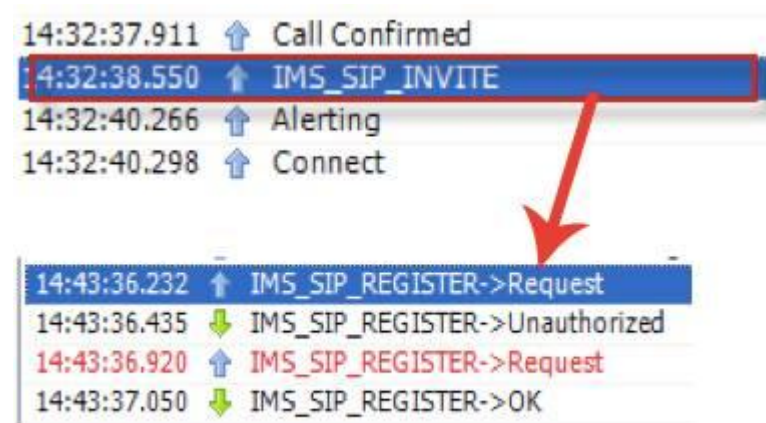 14:32:37.911 Call Confirmed
14:32:38.550 IMS_SIP_INVITE
14:32:40.266 Alerting
14:32:40.298 Connect
14:43:36.232 IMS_SIP_REGISTER->Request
14:43:36.435 IMS_SIP_REGISTER->Unauthorized
14:43:36.920 IMS_SIP_REGISTER->Request
14:43:37.050 IMS_SIP_REGISTER->OK